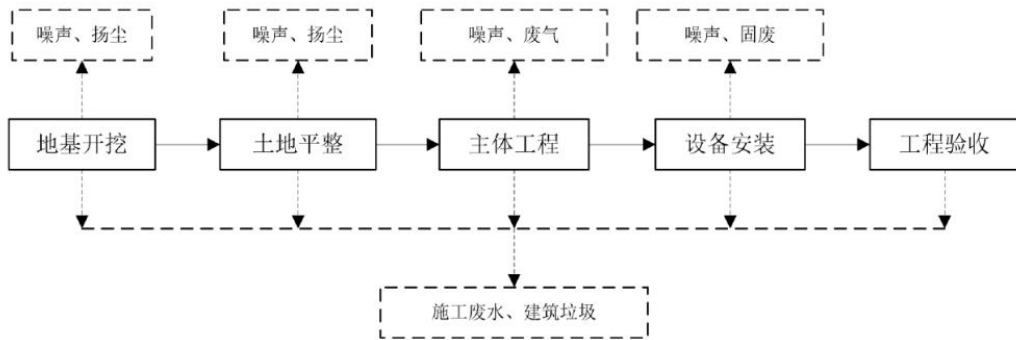 噪声、扬尘
噪声、扬尘
噪声、废气
噪声、固废
地基开挖
土地平整
主体工程
设备安装
工程验收
施工废水、建筑垃圾